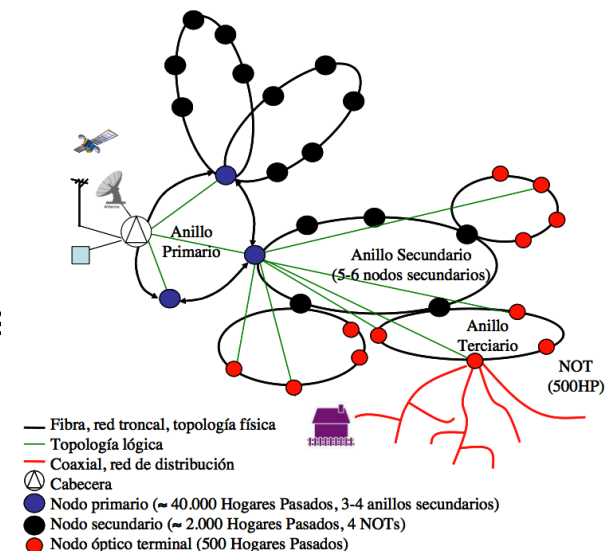 Anillo
Primario
Anillo Secundario
(5-6 nodos secundarios)
Anillo
Terciario
NOT
(500HP)
Fibra, red troncal, topología física
Topología lógica
Coaxial, red de distribución
Cabecera
Nodo primario (≈ 40.000 Hogares Pasados, 3-4 anillos secundarios)
Nodo secundario (≈ 2.000 Hogares Pasados, 4 NOTs)
Nodo óptico terminal (500 Hogares Pasados)